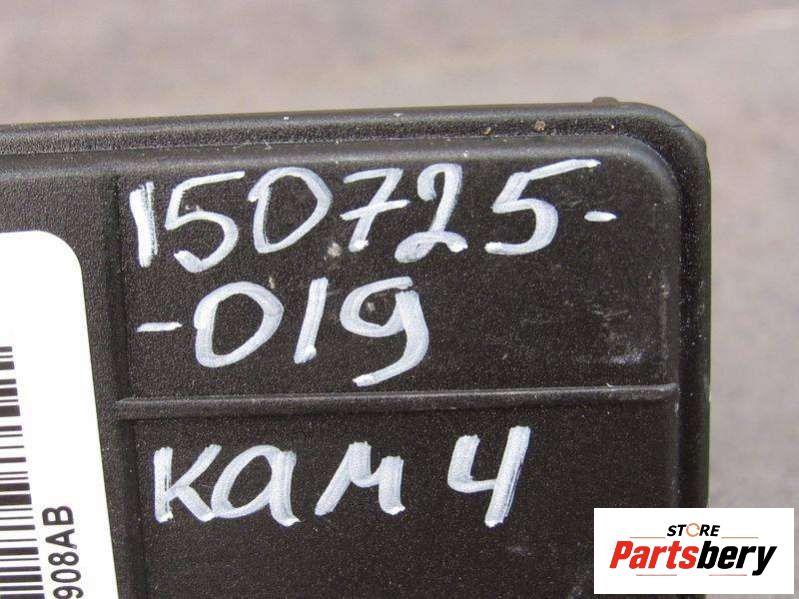 150725-
-019
кам 4
908AB
STORE
Partsbery